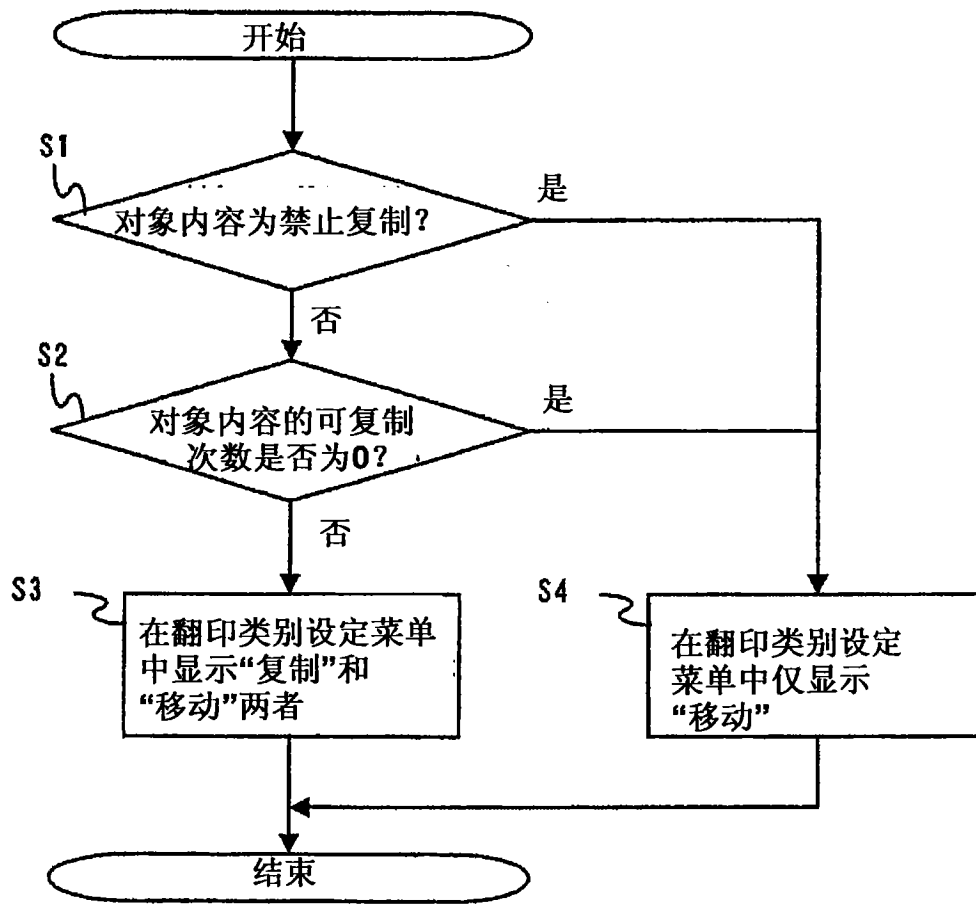 开始
S1
对象内容为禁止复制？
是
否
S2
对象内容的可复制
次数是否为0？
是
否
S3
在翻印类别设定菜单
中显示“复制”和
“移动”两者
S4
在翻印类别设定
菜单中仅显示
“移动”
结束